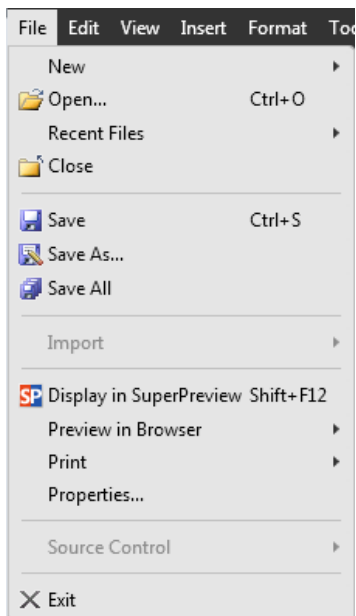 File Edit View Insert Format
New
Open... Ctrl+O
Recent Files
Close
Save Ctrl+S
Save As...
Save All
Import
SP Display in SuperPreview Shift+F12
Preview in Browser
Print
Properties...
Source Control
Exit